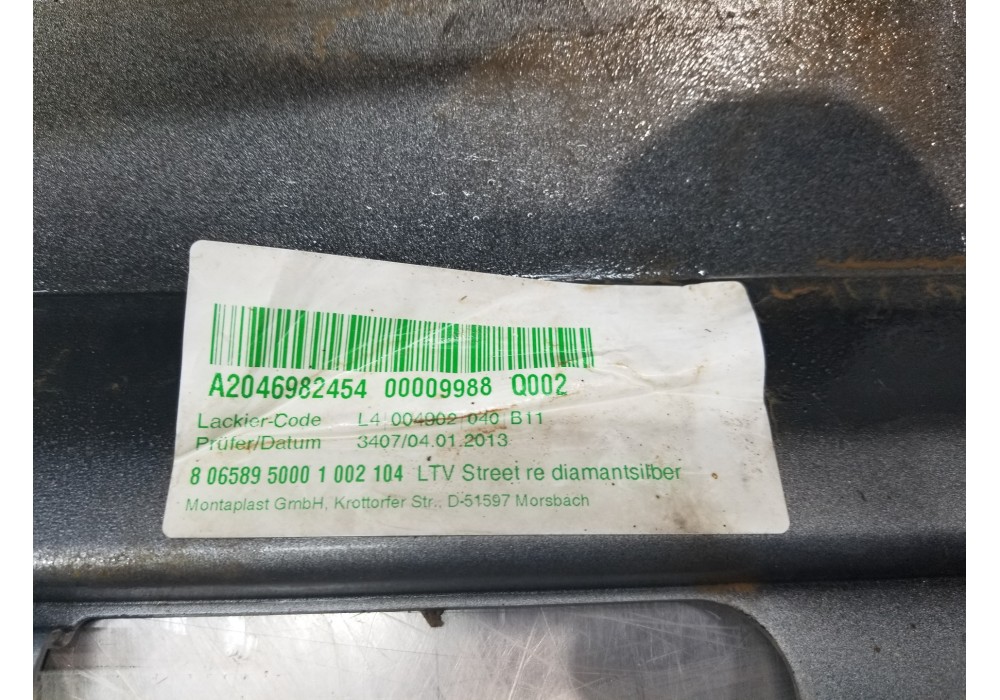 A2046982454 00009988 Q002
Lackier-Code L4 004902 040 B11
Prüfer/Datum 3407/04.01.2013
8 06589 5000 1 002 104 LTV Street re diamantsilber
Montaplast GmbH, Krottorfer Str., D-51597 Morsbach